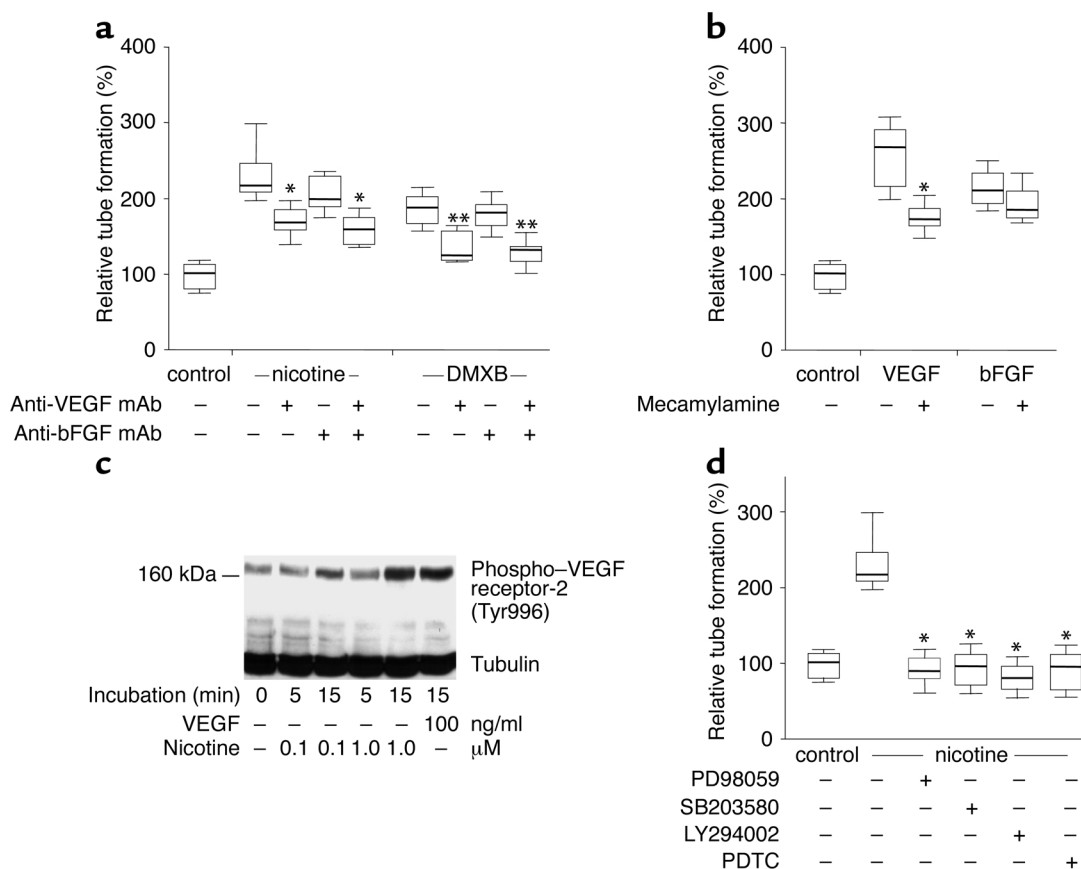 a
400
300
200
100
0
Relative tube formation (%)
* * ** **
control –nicotine– —DMXB—
Anti-VEGF mAb – – + – + – + – +
Anti-bFGF mAb – – – + + – – + +
b
400
300
200
100
0
Relative tube formation (%)
*
control VEGF bFGF
Mecamylamine – – + – +
c
160 kDa
Phospho–VEGF
receptor-2
(Tyr996)
Tubulin
Incubation (min) 0 5 15 5 15 15
VEGF – – – – – 100 ng/ml
Nicotine – 0.1 0.1 1.0 1.0 – μM
d
300
200
100
0
Relative tube formation (%)
* * * *
control nicotine
PD98059 – – + – – –
SB203580 – – – + – –
LY294002 – – – – + –
PDTC – – – – – +